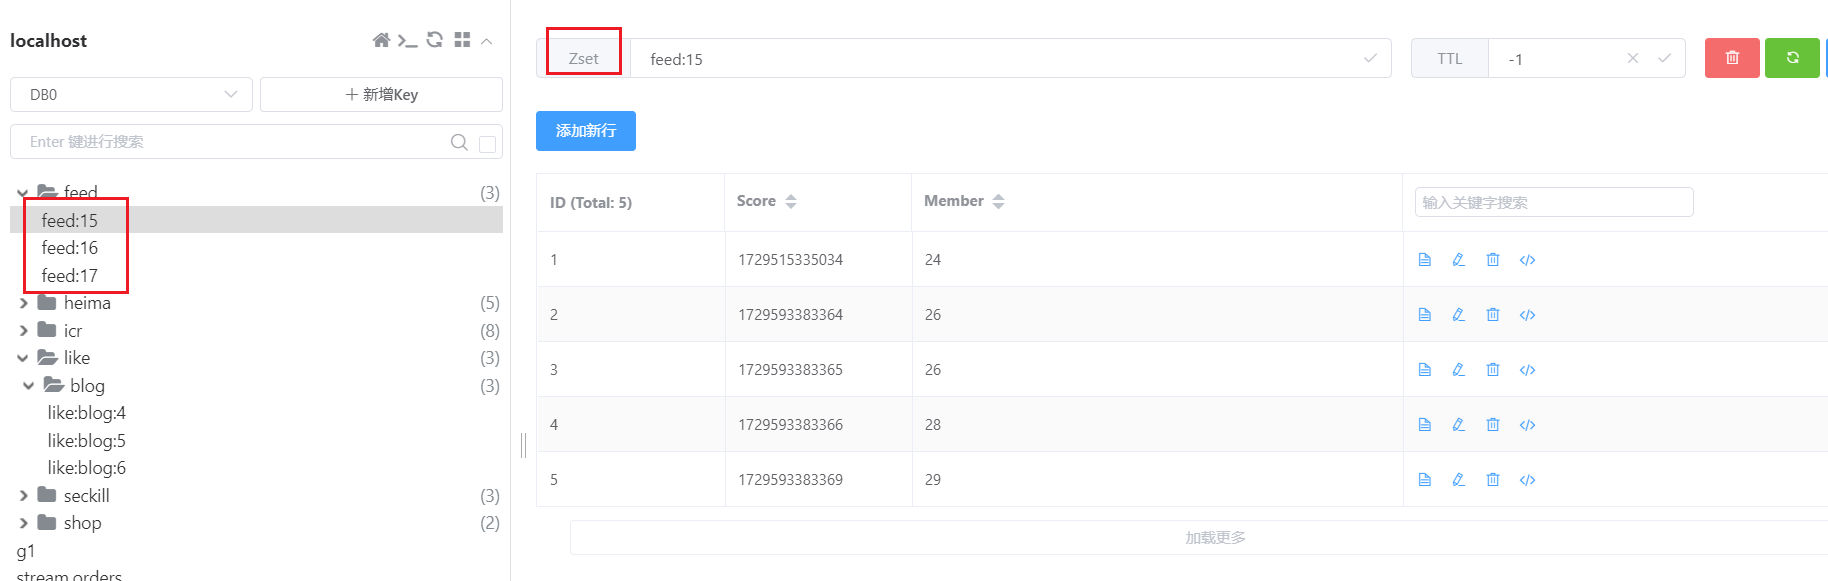 localhost
DB0
新增Key
Enter 键进行搜索
feed (3)
feed:15
feed:16
feed:17
heima (5)
icr (8)
like (3)
blog (3)
like:blog:4
like:blog:5
like:blog:6
seckill (3)
shop (2)
g1
stream.orders
Zset feed:15 TTL -1
添加新行
ID (Total: 5) Score Member 输入关键字搜索
1 1729515335034 24
2 1729593383364 26
3 1729593383365 26
4 1729593383366 28
5 1729593383369 29
加载更多